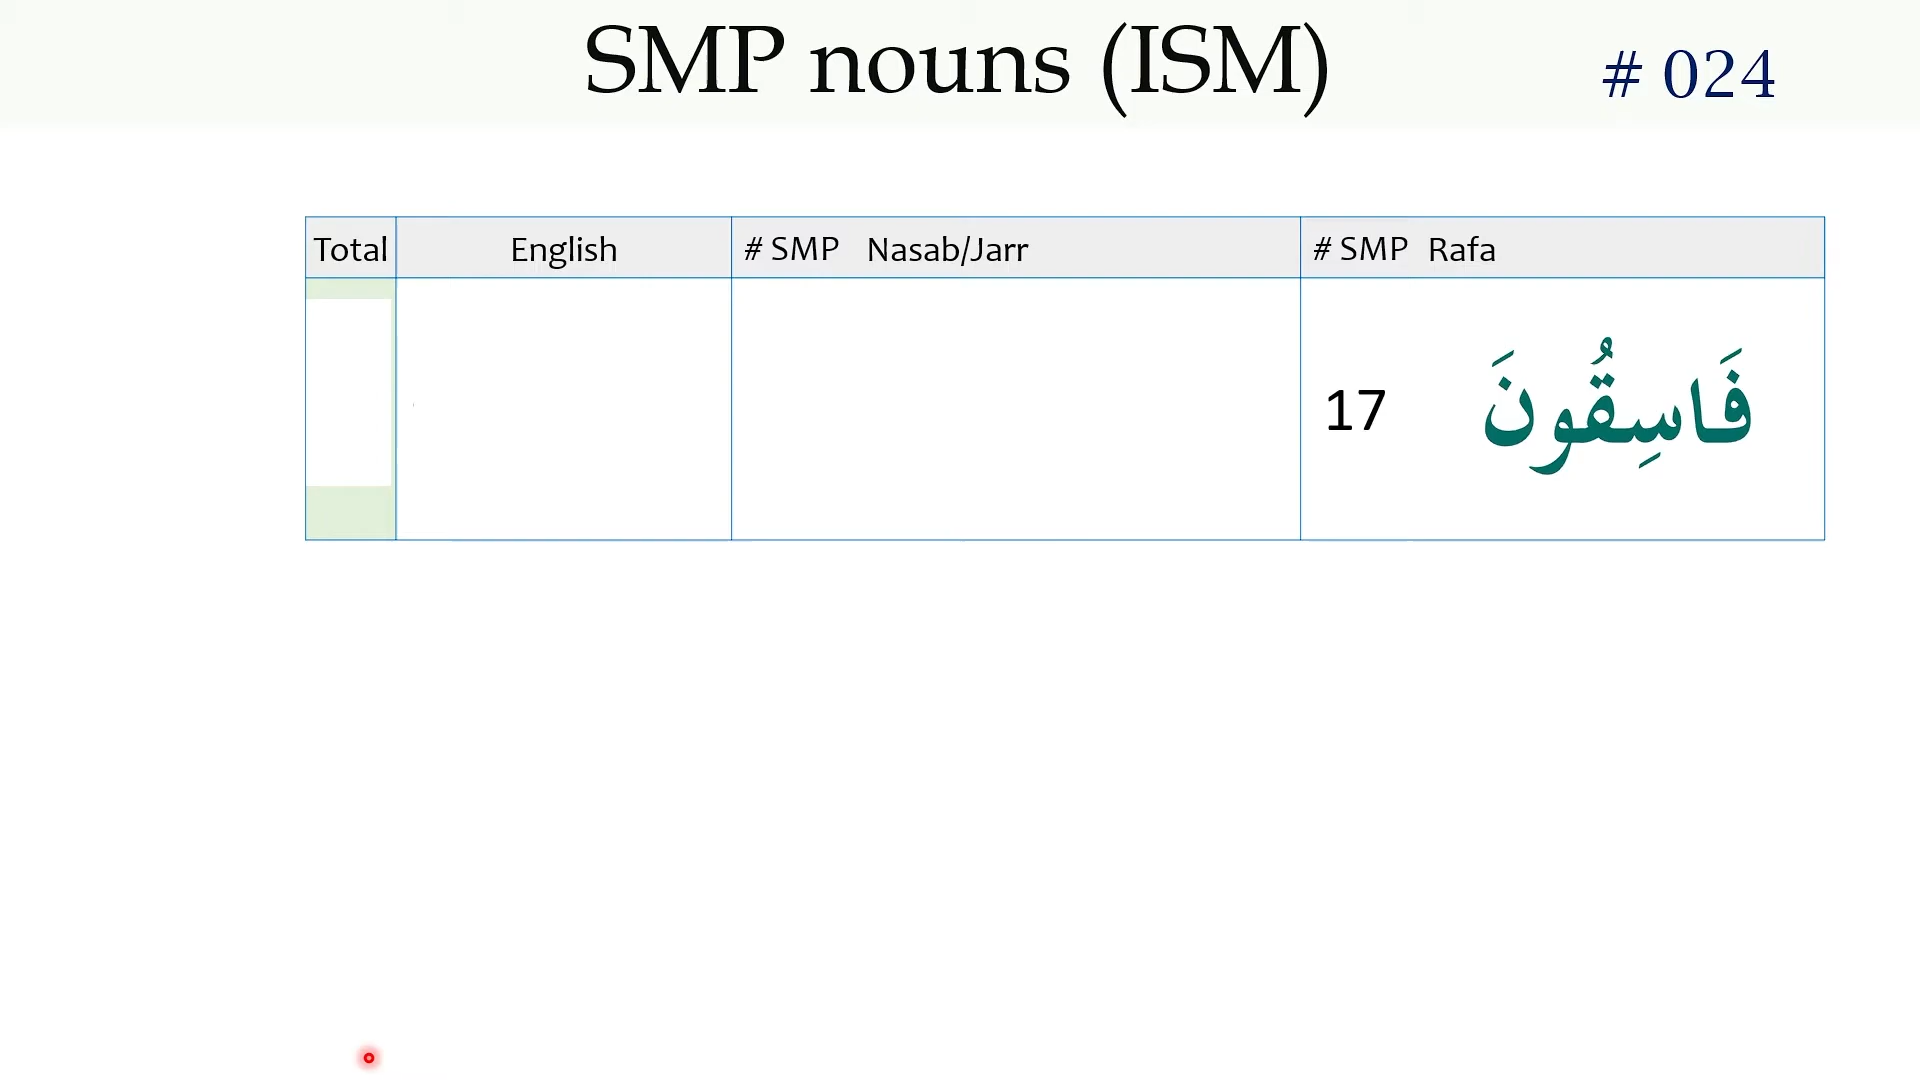 SMP nouns (ISM)
# 024
Total English # SMP Nasab/Jarr # SMP Rafa
17 فَاسِقُونَ